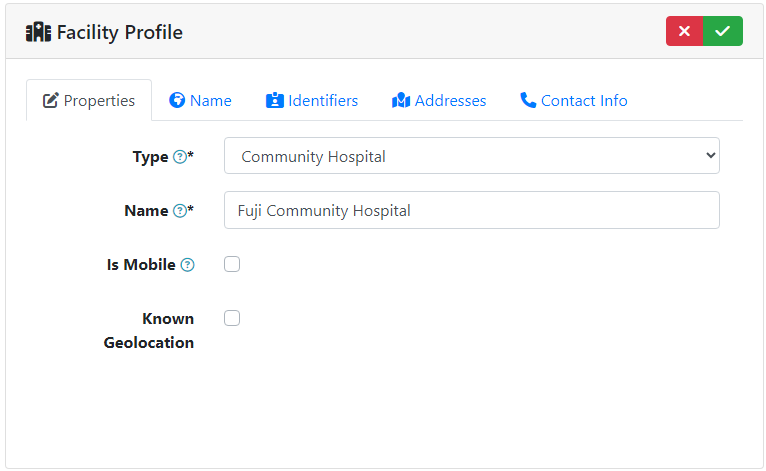 Facility Profile
Properties Name Identifiers Addresses Contact Info
Type * Community Hospital
Name * Fuji Community Hospital
Is Mobile
Known
Geolocation